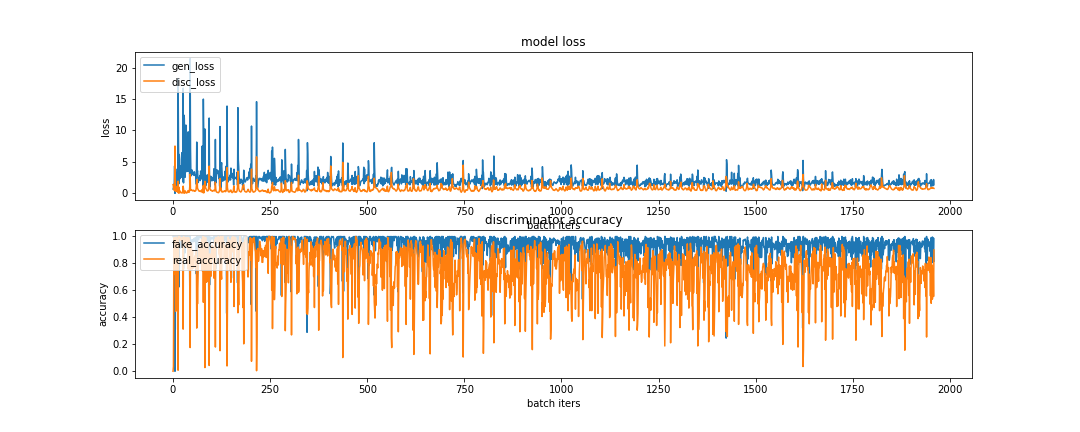 model loss
gen_loss
disc_loss
20
15
10
5
0
loss
0 250 500 750 1000 1250 1500 1750 2000
batch iters
discriminator accuracy
fake_accuracy
real_accuracy
1.0
0.8
0.6
0.4
0.2
0.0
accuracy
0 250 500 750 1000 1250 1500 1750 2000
batch iters